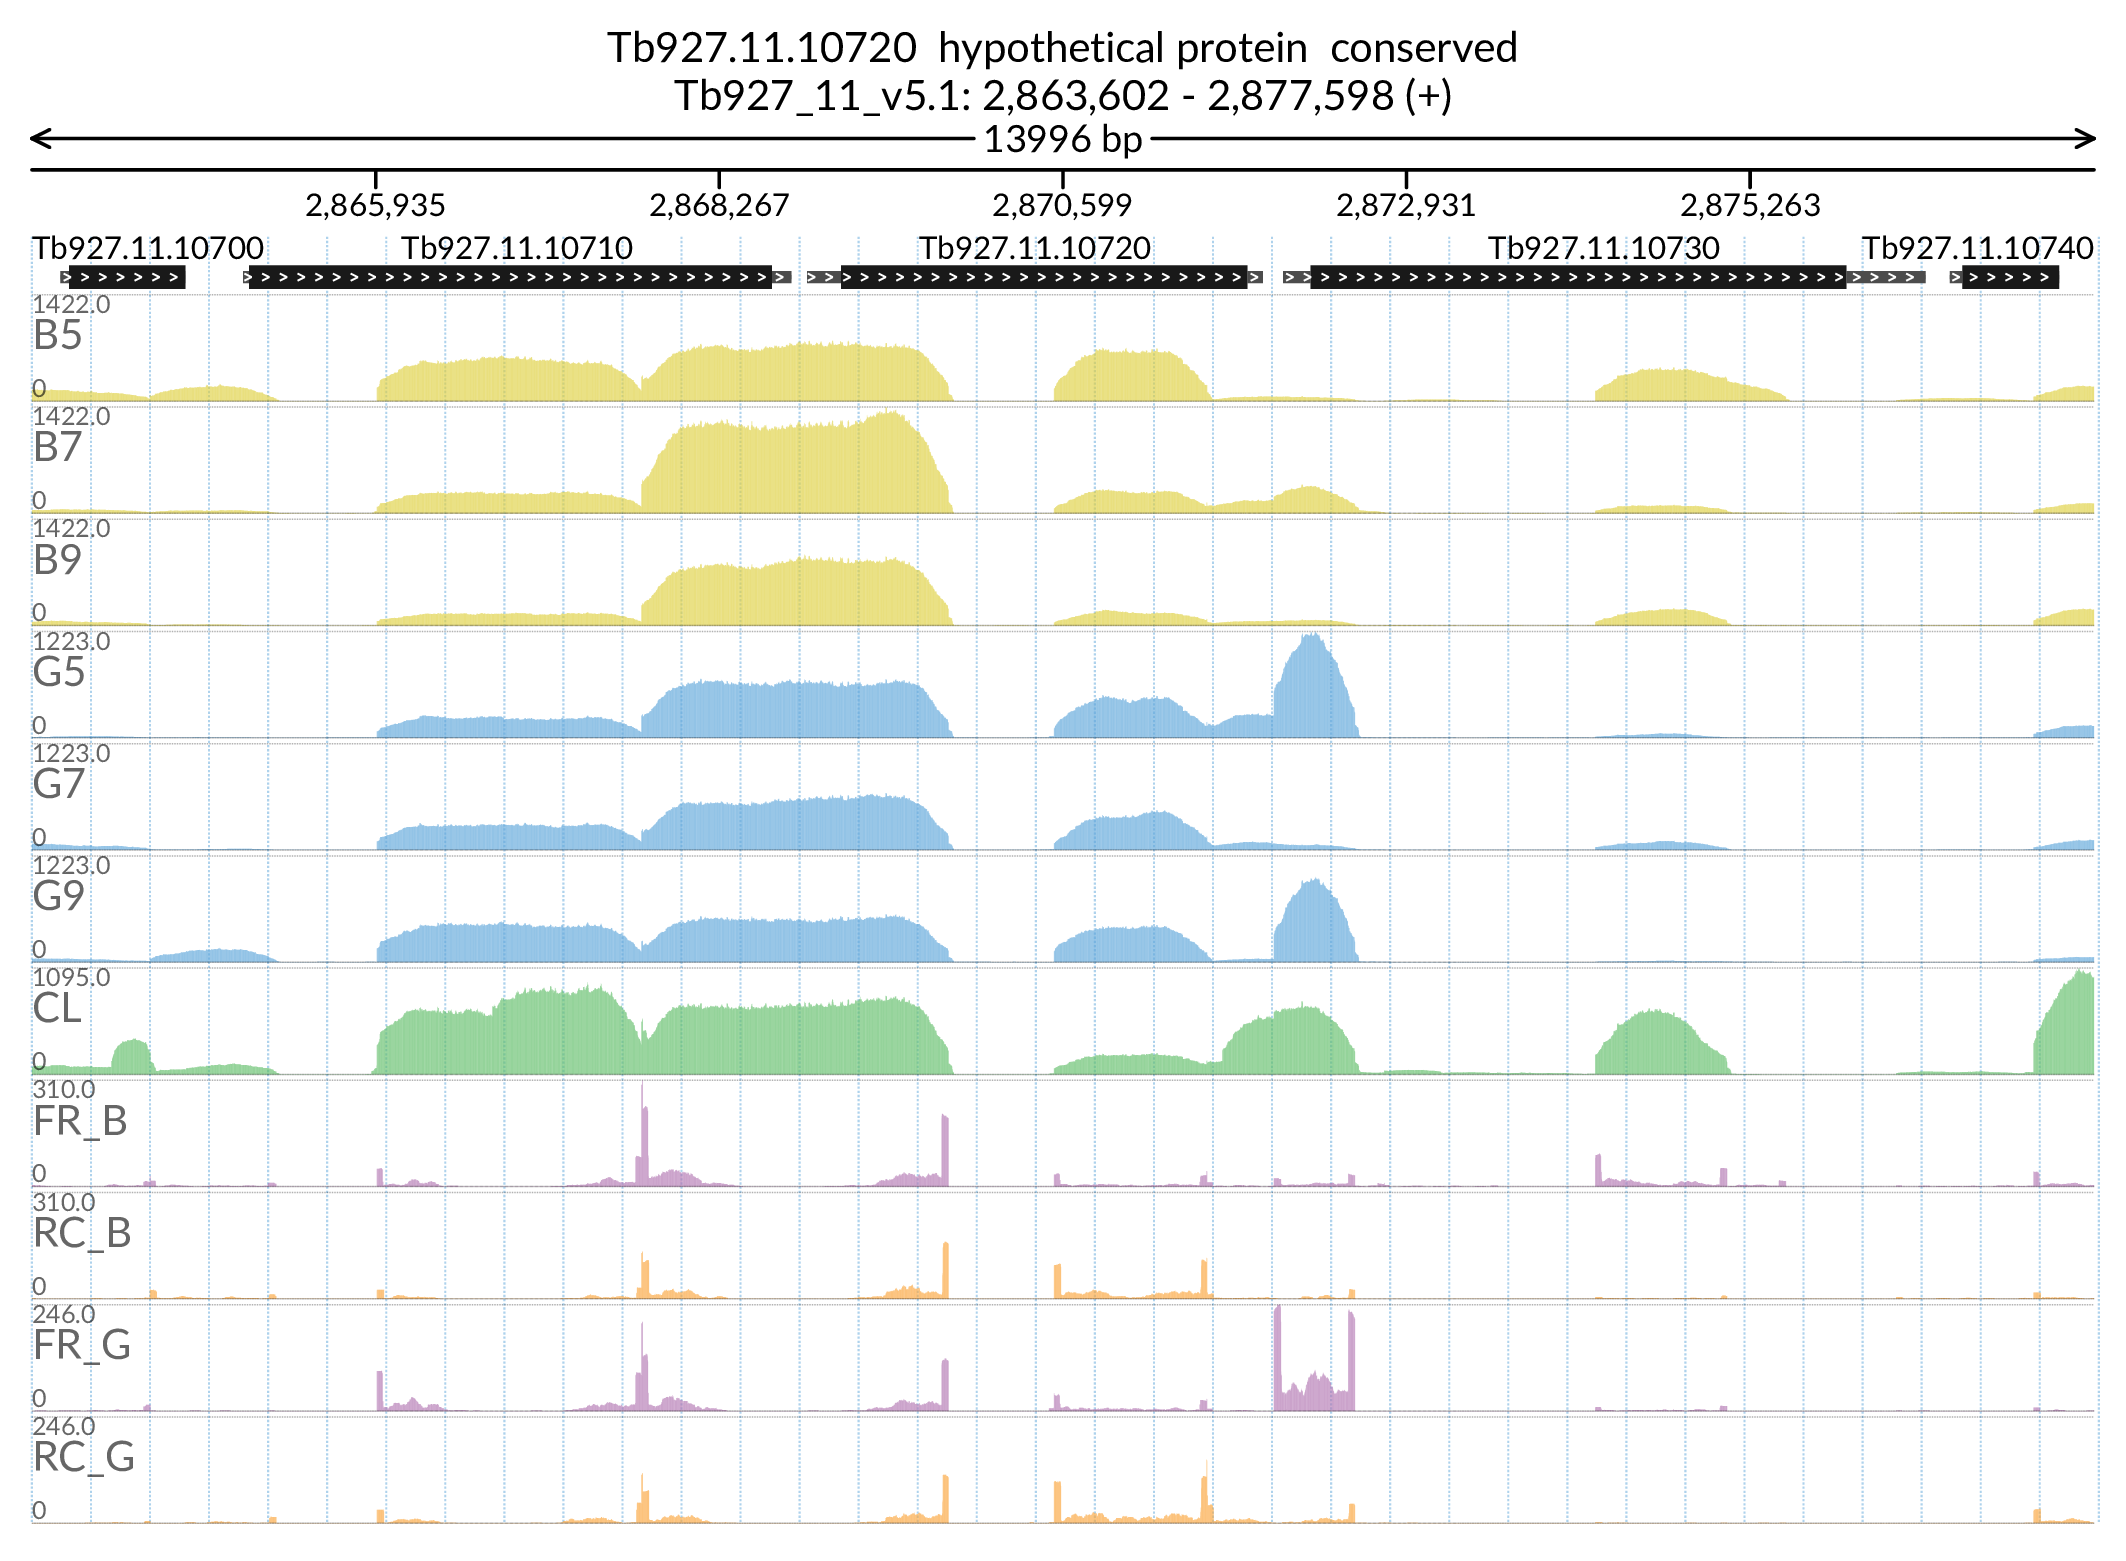 Tb927.11.10720  hypothetical protein  conserved
Tb927_11_v5.1: 2,863,602 - 2,877,598 (+)
13996 bp
2,865,935 2,868,267 2,870,599 2,872,931 2,875,263
Tb927.11.10700 Tb927.11.10710 Tb927.11.10720 Tb927.11.10730 Tb927.11.10740
1422.0
B5
0
1422.0
B7
0
1422.0
B9
0
1223.0
G5
0
1223.0
G7
0
1223.0
G9
0
1095.0
CL
0
310.0
FR_B
0
310.0
RC_B
0
246.0
FR_G
0
246.0
RC_G
0